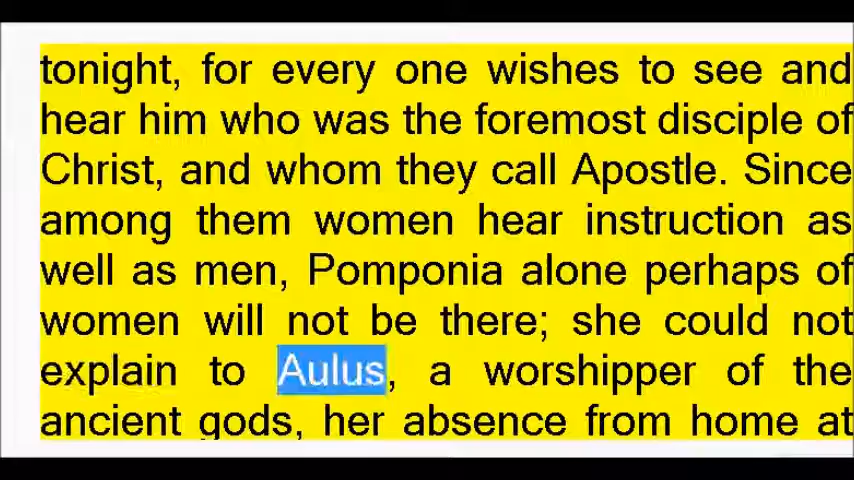 tonight, for every one wishes to see and
hear him who was the foremost disciple of
Christ, and whom they call Apostle. Since
among them women hear instruction as
well as men, Pomponia alone perhaps of
women will not be there; she could not
explain to Aulus, a worshipper of the
ancient gods, her absence from home at